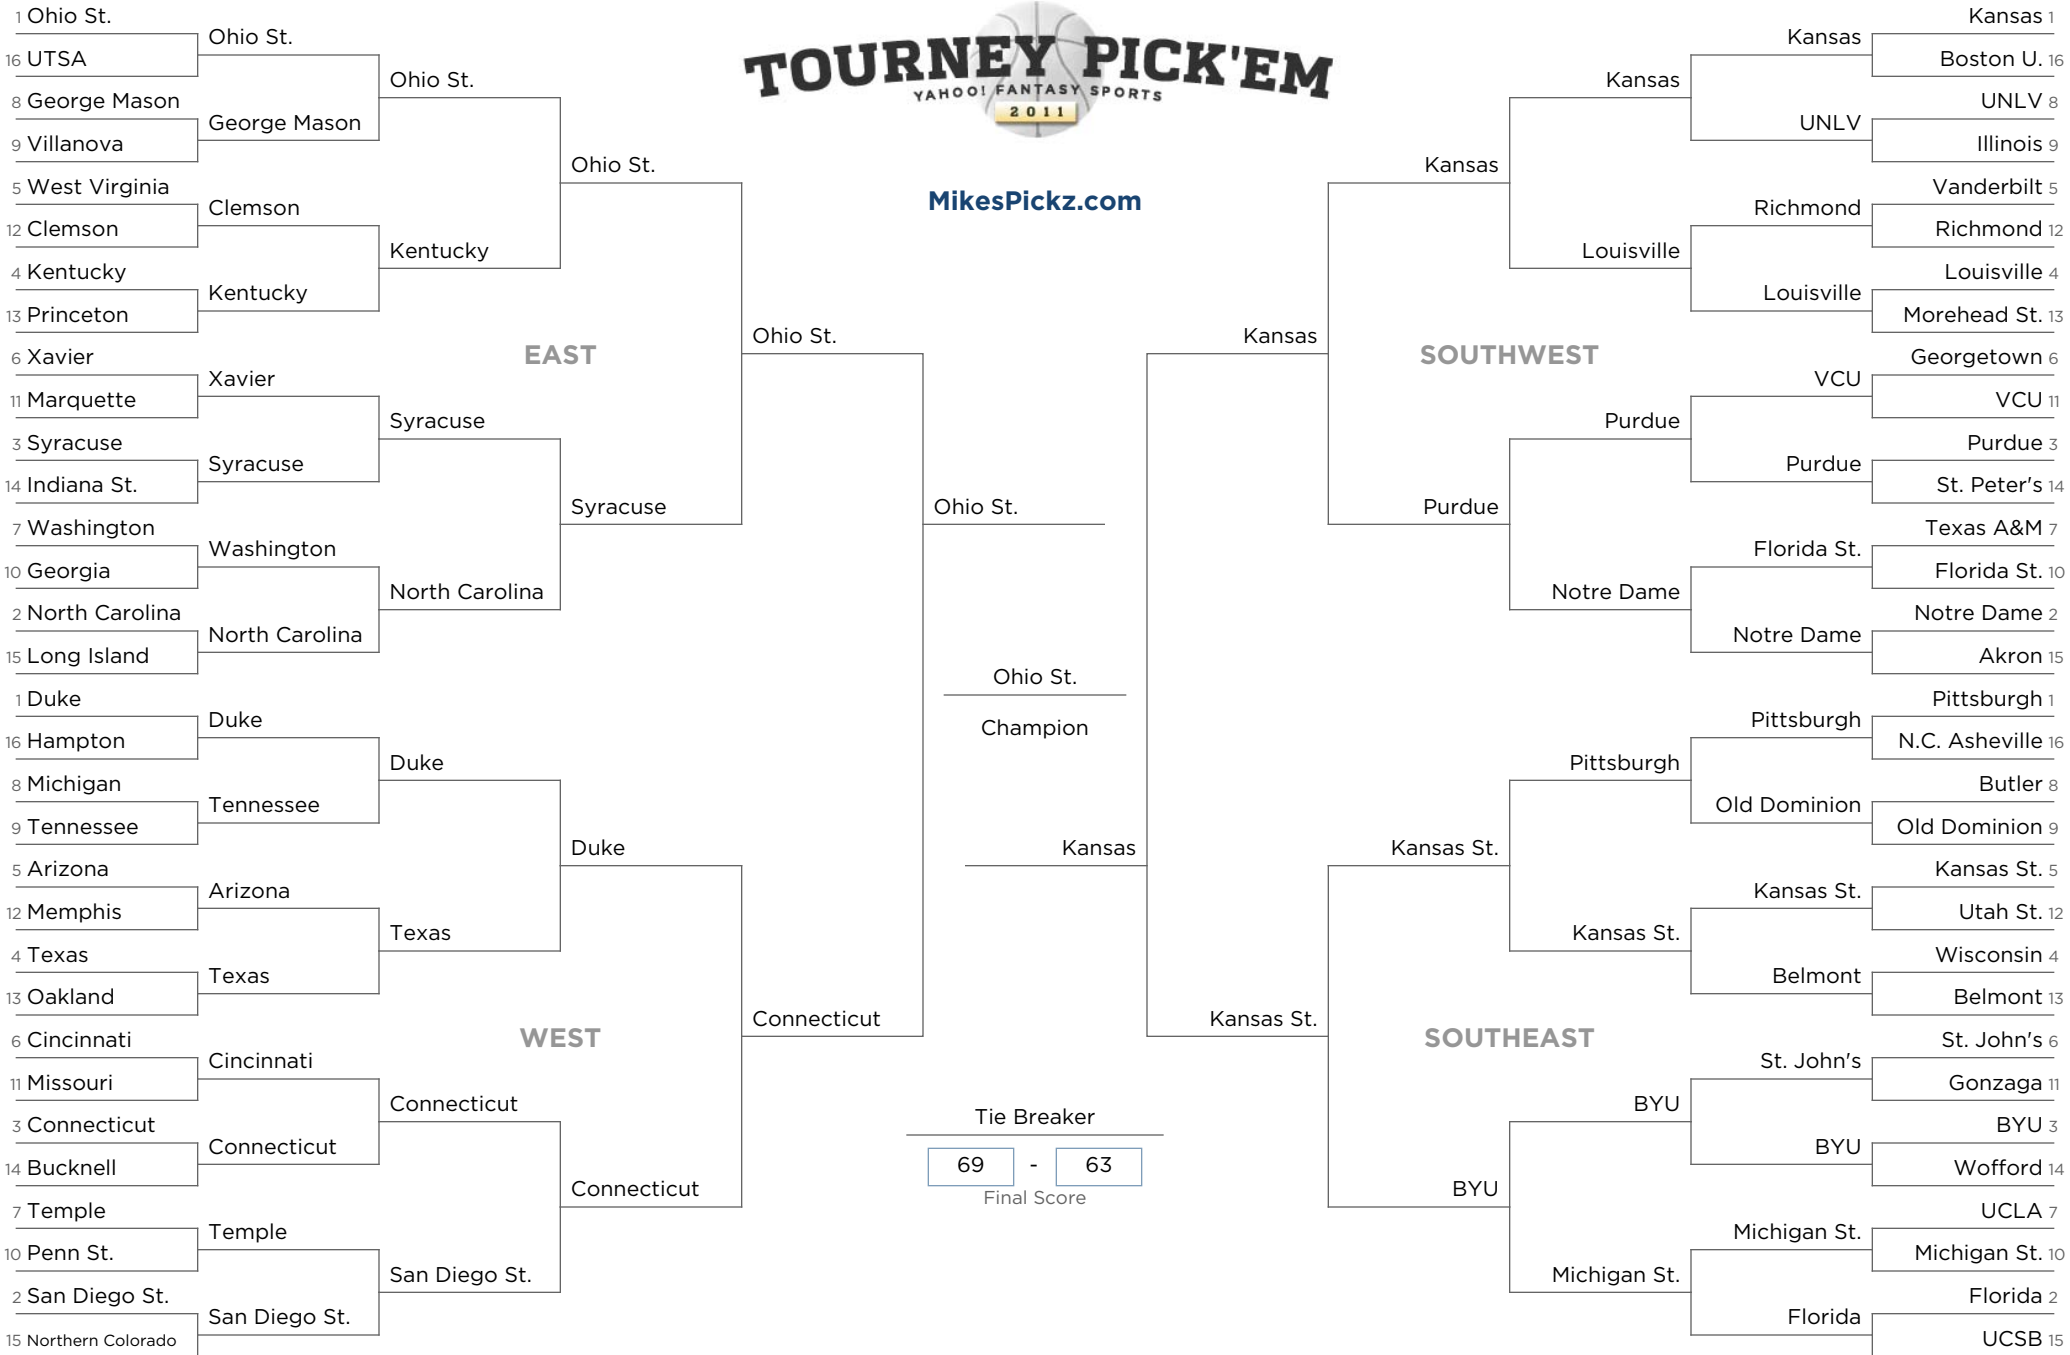 TOURNEY PICK'EM
YAHOO! FANTASY SPORTS
2011
MikesPickz.com
1 Ohio St.
16 UTSA
8 George Mason
9 Villanova
5 West Virginia
12 Clemson
4 Kentucky
13 Princeton
6 Xavier
11 Marquette
3 Syracuse
14 Indiana St.
7 Washington
10 Georgia
2 North Carolina
15 Long Island
Ohio St.
George Mason
Clemson
Kentucky
Xavier
Syracuse
Washington
North Carolina
Ohio St.
Kentucky
Syracuse
North Carolina
Ohio St.
Syracuse
EAST
Ohio St.
1 Duke
16 Hampton
8 Michigan
9 Tennessee
5 Arizona
12 Memphis
4 Texas
13 Oakland
6 Cincinnati
11 Missouri
3 Connecticut
14 Bucknell
7 Temple
10 Penn St.
2 San Diego St.
15 Northern Colorado
Duke
Tennessee
Arizona
Texas
Cincinnati
Connecticut
Temple
San Diego St.
Duke
Texas
Connecticut
San Diego St.
Duke
Connecticut
WEST
Connecticut
Ohio St.
Ohio St.
Champion
Kansas
Tie Breaker
69 - 63
Final Score
Kansas
SOUTHWEST
Kansas
Purdue
Kansas
Louisville
Purdue
Notre Dame
Kansas
UNLV
Richmond
Louisville
VCU
Purdue
Florida St.
Notre Dame
Kansas 1
Boston U. 16
UNLV 8
Illinois 9
Vanderbilt 5
Richmond 12
Louisville 4
Morehead St. 13
Georgetown 6
VCU 11
Purdue 3
St. Peter's 14
Texas A&M 7
Florida St. 10
Notre Dame 2
Akron 15
Kansas St.
SOUTHEAST
Kansas St.
BYU
Pittsburgh
Kansas St.
BYU
Michigan St.
Pittsburgh
Old Dominion
Kansas St.
Belmont
St. John's
BYU
Michigan St.
Florida
Pittsburgh 1
N.C. Asheville 16
Butler 8
Old Dominion 9
Kansas St. 5
Utah St. 12
Wisconsin 4
Belmont 13
St. John's 6
Gonzaga 11
BYU 3
Wofford 14
UCLA 7
Michigan St. 10
Florida 2
UCSB 15